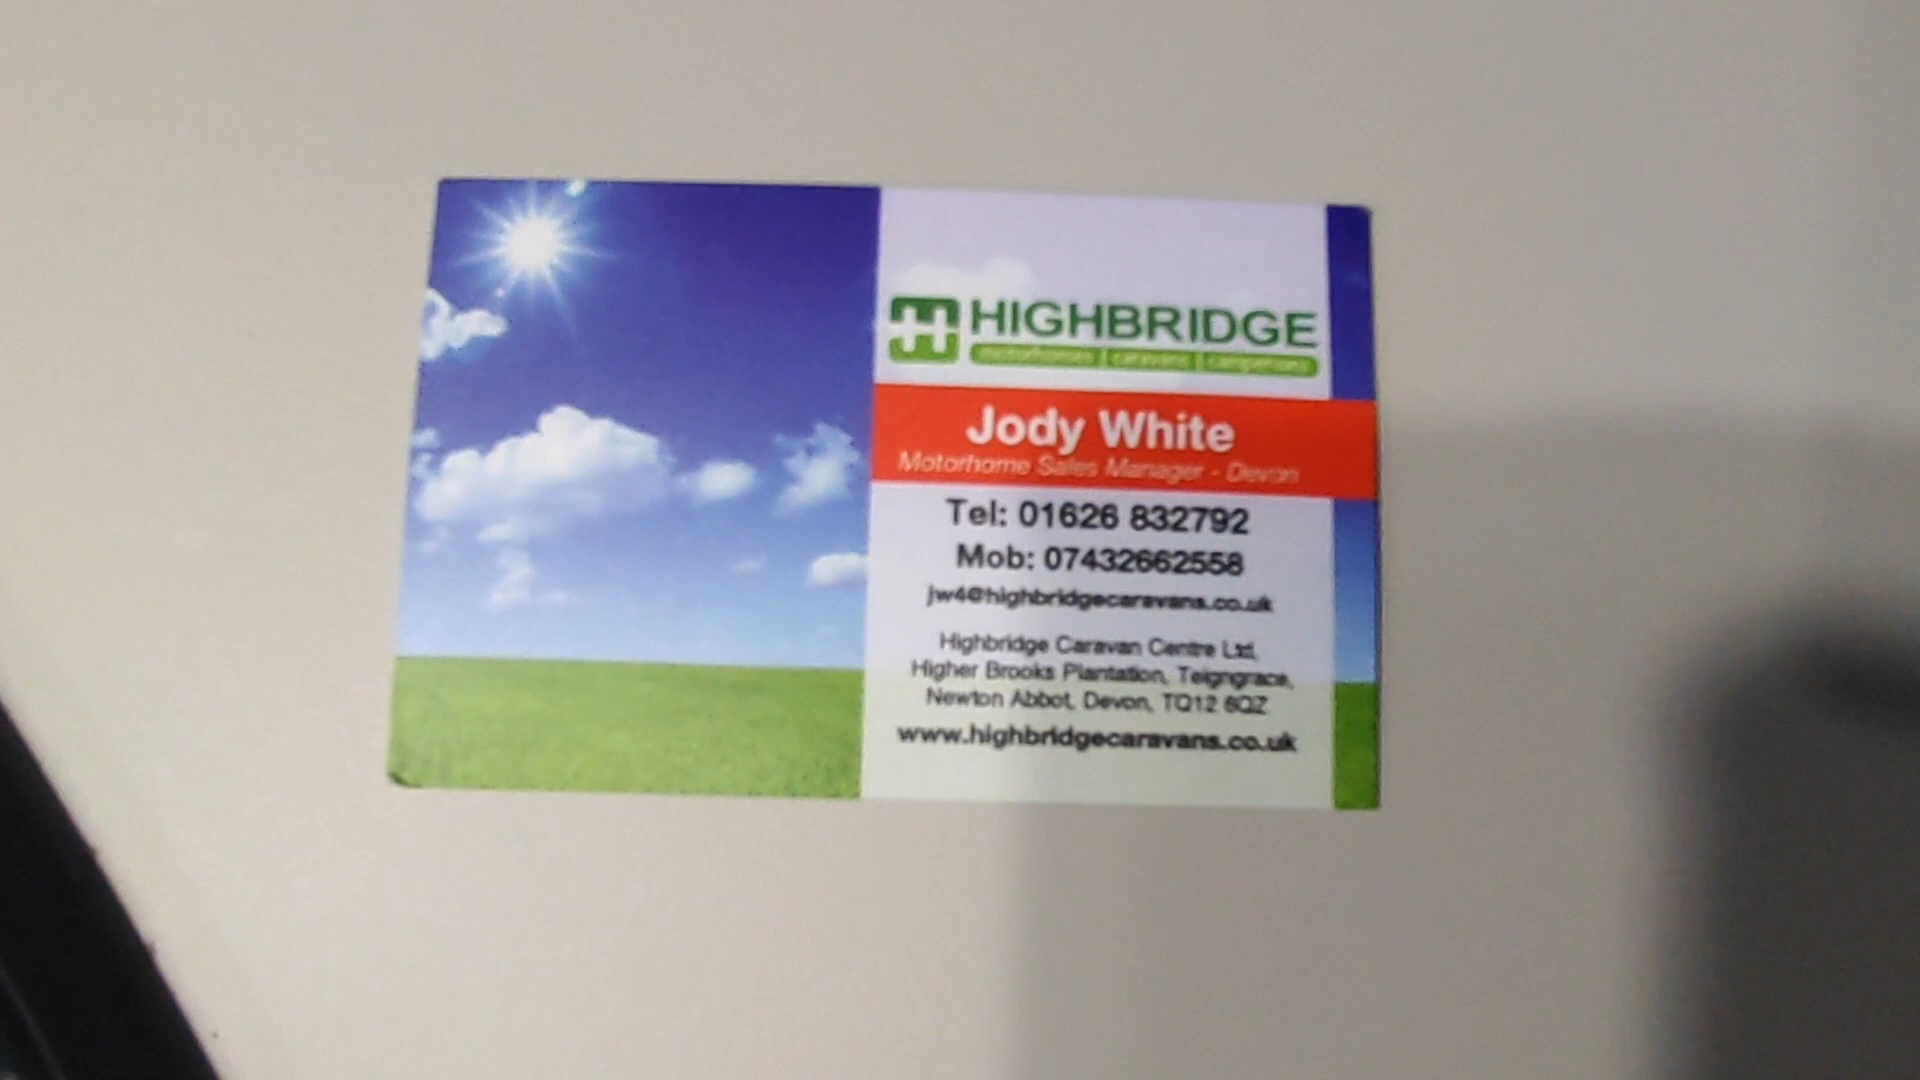 HIGHBRIDGE
motorhomes | caravans | campervans
Jody White
Motorhome Sales Manager - Devon
Tel: 01626 832792
Mob: 07432662558
jw4@highbridgecaravans.co.uk
Highbridge Caravan Centre Ltd,
Higher Brooks Plantation, Teigngrace,
Newton Abbot, Devon, TQ12 6QZ
www.highbridgecaravans.co.uk